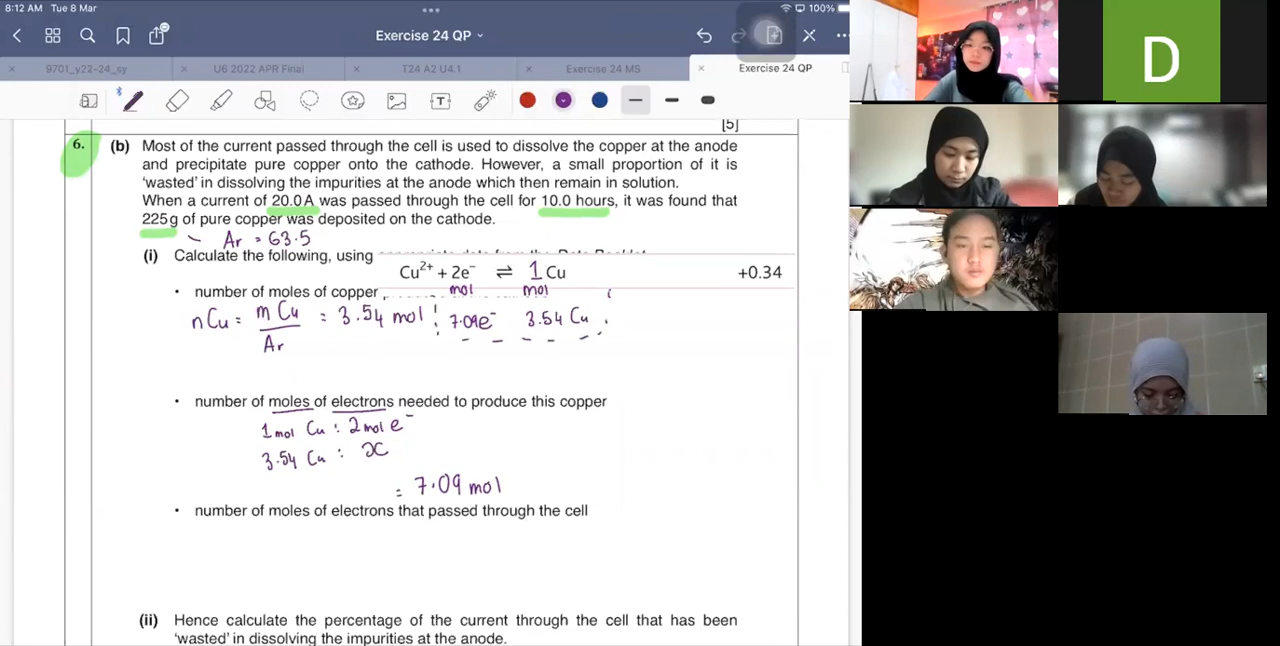 8:12 AM Tue 8 Mar
100%
Exercise 24 QP
9701_y22-24_sy
U6 2022 APR Final
T24 A2 U4.1
Exercise 24 MS
Exercise 24 QP
T
[5]
6. (b) Most of the current passed through the cell is used to dissolve the copper at the anode
and precipitate pure copper onto the cathode. However, a small proportion of it is
'wasted' in dissolving the impurities at the anode which then remain in solution.
When a current of 20.0 A was passed through the cell for 10.0 hours, it was found that
225 g of pure copper was deposited on the cathode.
Ar = 63.5
(i) Calculate the following, using
Cu²⁺ + 2e⁻ ⇌ 1 Cu +0.34
mol mol
• number of moles of copper
nCu = m Cu / Ar = 3.54 mol
7.09e⁻ 3.54 Cu
• number of moles of electrons needed to produce this copper
1 mol Cu : 2 mol e⁻
3.54 Cu : x
= 7.09 mol
• number of moles of electrons that passed through the cell
(ii) Hence calculate the percentage of the current through the cell that has been
'wasted' in dissolving the impurities at the anode.
D